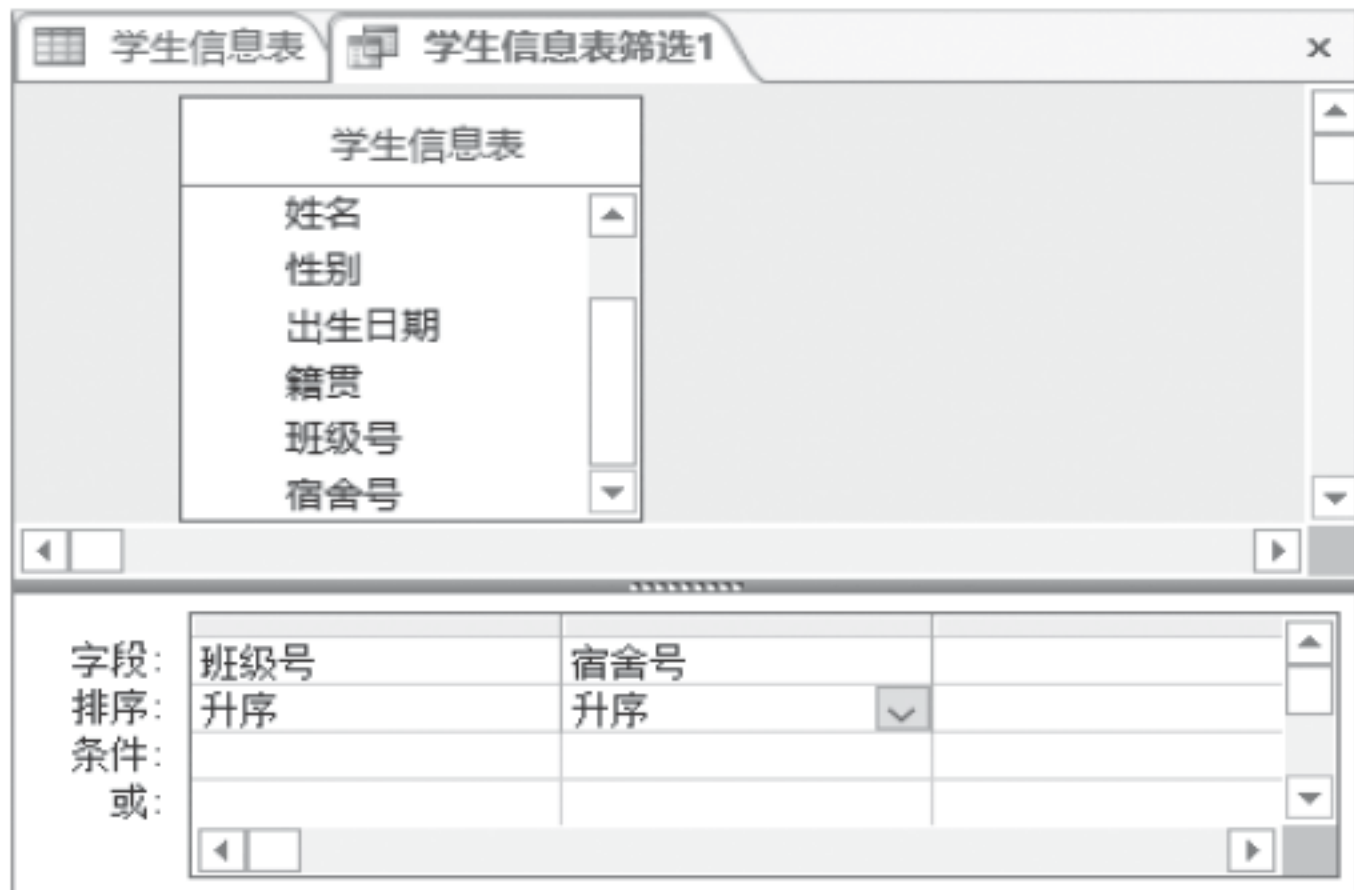 学生信息表 学生信息表筛选1
学生信息表
姓名
性别
出生日期
籍贯
班级号
宿舍号
字段: 班级号 宿舍号
排序: 升序 升序
条件:
或: